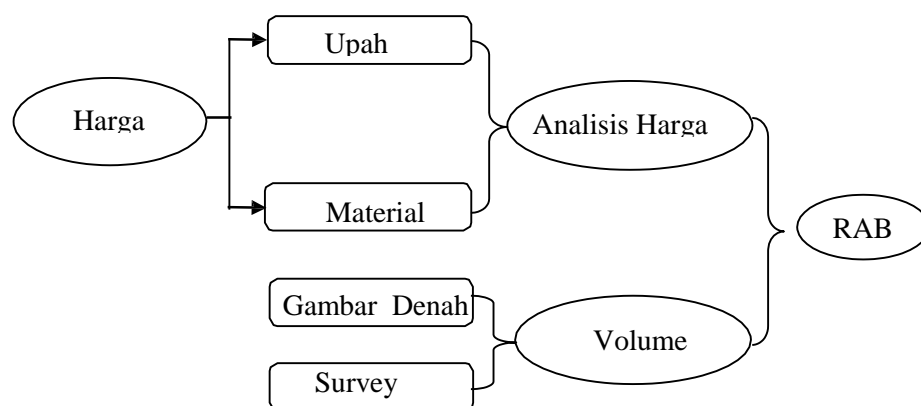 Upah
Harga
Analisis Harga
Material
RAB
Gambar Denah
Volume
Survey